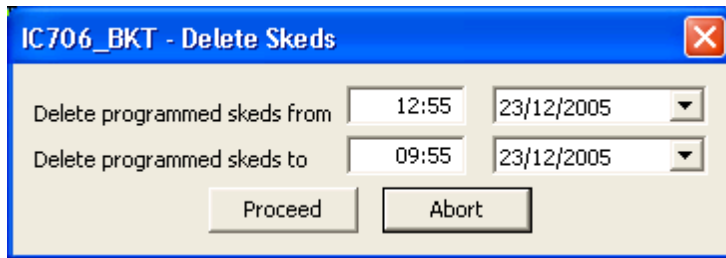 IC706_BKT - Delete Skeds
Delete programmed skeds from 12:55 23/12/2005
Delete programmed skeds to 09:55 23/12/2005
Proceed Abort